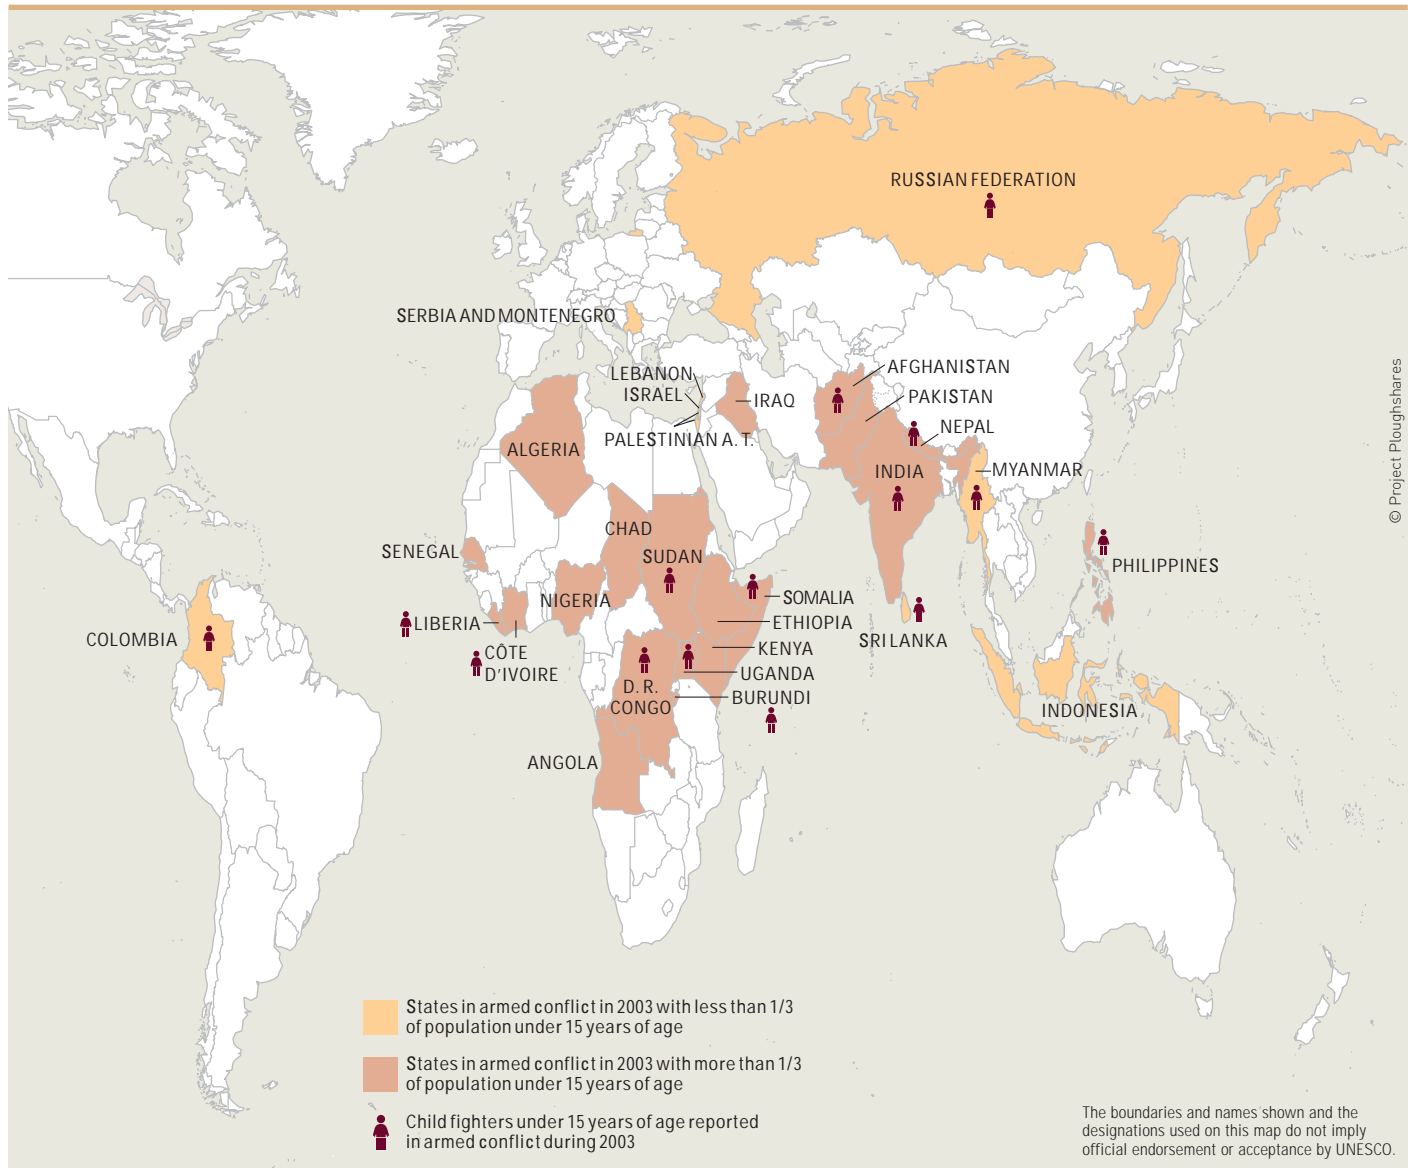 RUSSIAN FEDERATION
SERBIA AND MONTENEGRO
LEBANON
ISRAEL
PALESTINIAN A. T.
IRAQ
AFGHANISTAN
PAKISTAN
NEPAL
INDIA
MYANMAR
ALGERIA
CHAD
SUDAN
SENEGAL
NIGERIA
LIBERIA
CÔTE
D'IVOIRE
COLOMBIA
SOMALIA
ETHIOPIA
KENYA
UGANDA
BURUNDI
D. R.
CONGO
ANGOLA
SRI LANKA
PHILIPPINES
INDONESIA
© Project Ploughshares
States in armed conflict in 2003 with less than 1/3
of population under 15 years of age
States in armed conflict in 2003 with more than 1/3
of population under 15 years of age
Child fighters under 15 years of age reported
in armed conflict during 2003
The boundaries and names shown and the
designations used on this map do not imply
official endorsement or acceptance by UNESCO.